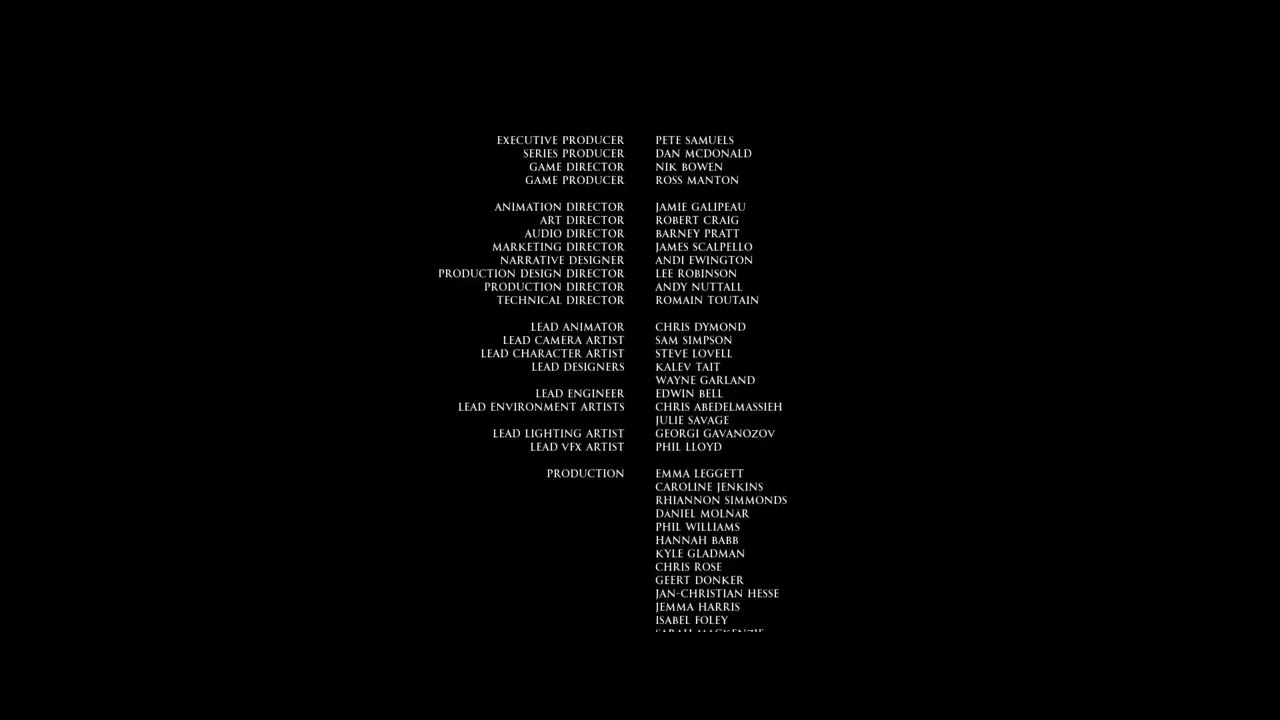 EXECUTIVE PRODUCER PETE SAMUELS
SERIES PRODUCER DAN MCDONALD
GAME DIRECTOR NIK BOWEN
GAME PRODUCER ROSS MANTON
ANIMATION DIRECTOR JAMIE GALIPEAU
ART DIRECTOR ROBERT CRAIG
AUDIO DIRECTOR BARNEY PRATT
MARKETING DIRECTOR JAMES SCALPELLO
NARRATIVE DESIGNER ANDI EWINGTON
PRODUCTION DESIGN DIRECTOR LEE ROBINSON
PRODUCTION DIRECTOR ANDY NUTTALL
TECHNICAL DIRECTOR ROMAIN TOUTAIN
LEAD ANIMATOR CHRIS DYMOND
LEAD CAMERA ARTIST SAM SIMPSON
LEAD CHARACTER ARTIST STEVE LOVELL
LEAD DESIGNERS KALEV TAIT
WAYNE GARLAND
LEAD ENGINEER EDWIN BELL
LEAD ENVIRONMENT ARTISTS CHRIS ABEDELMASSIEH
JULIE SAVAGE
LEAD LIGHTING ARTIST GEORGI GAVANOZOV
LEAD VFX ARTIST PHIL LLOYD
PRODUCTION EMMA LEGGETT
CAROLINE JENKINS
RHIANNON SIMMONDS
DÁNIEL MOLNÁR
PHIL WILLIAMS
HANNAH BABB
KYLE GLADMAN
CHRIS ROSE
GEERT DONKER
JAN-CHRISTIAN HESSE
JEMMA HARRIS
ISABEL FOLEY
SARAH MACKENZIE